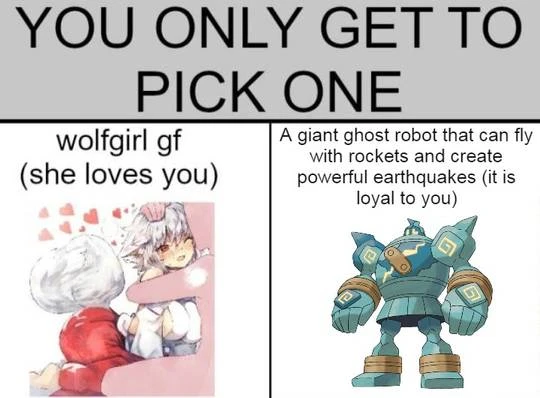 YOU ONLY GET TO
PICK ONE
wolfgirl gf
(she loves you)
A giant ghost robot that can fly
with rockets and create
powerful earthquakes (it is
loyal to you)